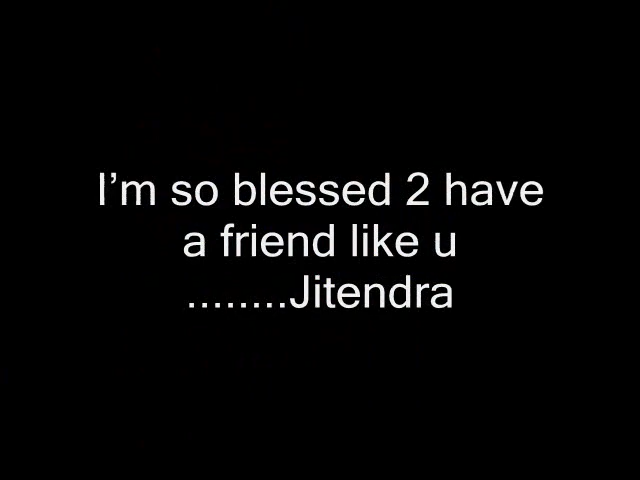 I’m so blessed 2 have
a friend like u
........Jitendra